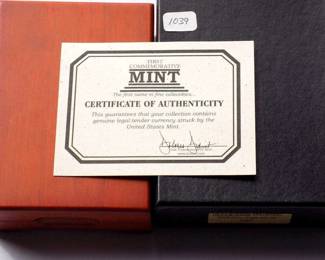 1039
FIRST
COMMEMORATIVE
MINT
The first name in fine collectibles...
CERTIFICATE OF AUTHENTICITY
This guarantees that your collection contains
genuine legal tender currency struck by the
United States Mint.